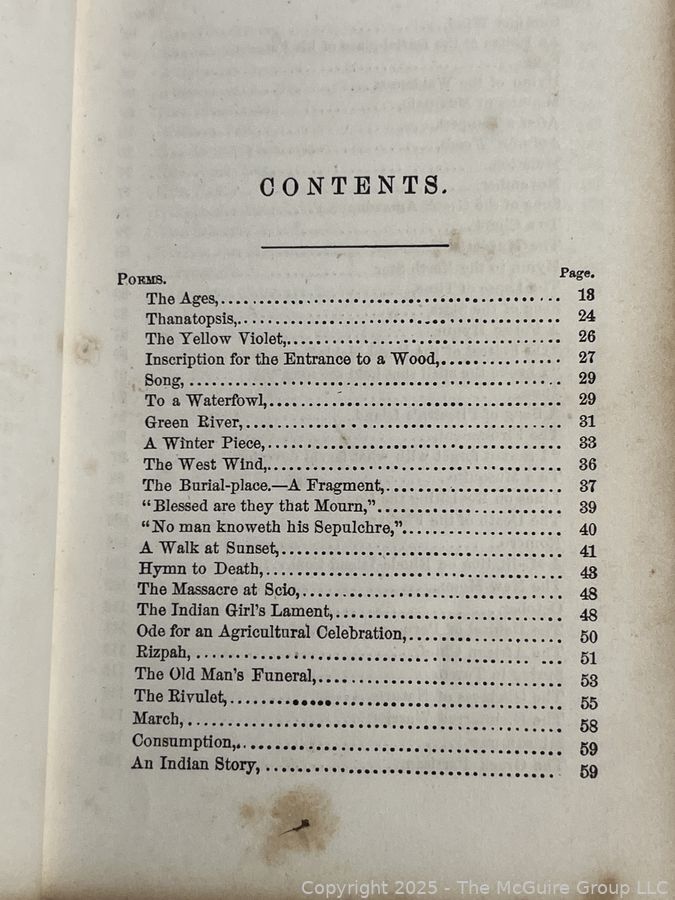 CONTENTS.
POEMS. Page.
The Ages,........................................ 13
Thanatopsis,..................................... 24
The Yellow Violet,............................... 26
Inscription for the Entrance to a Wood,.............. 27
Song, ........................................... 29
To a Waterfowl,.................................. 29
Green River,..................................... 31
A Winter Piece,.................................. 33
The West Wind,................................... 36
The Burial-place.—A Fragment,..................... 37
“Blessed are they that Mourn,”..................... 39
“No man knoweth his Sepulchre,”.................. 40
A Walk at Sunset,................................ 41
Hymn to Death,.................................. 43
The Massacre at Scio,............................. 48
The Indian Girl's Lament,......................... 48
Ode for an Agricultural Celebration,................. 50
Rizpah, ......................................... 51
The Old Man's Funeral,........................... 53
The Rivulet,..................................... 55
March, .......................................... 58
Consumption,.................................... 59
An Indian Story, ................................. 59
Copyright 2025 - The McGuire Group LLC